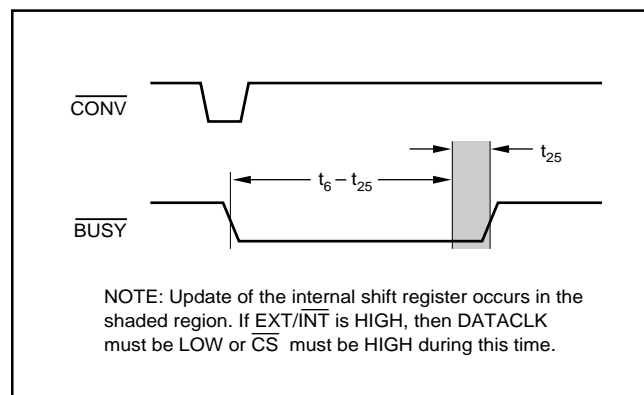 CONV
t25
t6 – t25
BUSY
NOTE: Update of the internal shift register occurs in the
shaded region. If EXT/INT is HIGH, then DATACLK
must be LOW or CS must be HIGH during this time.